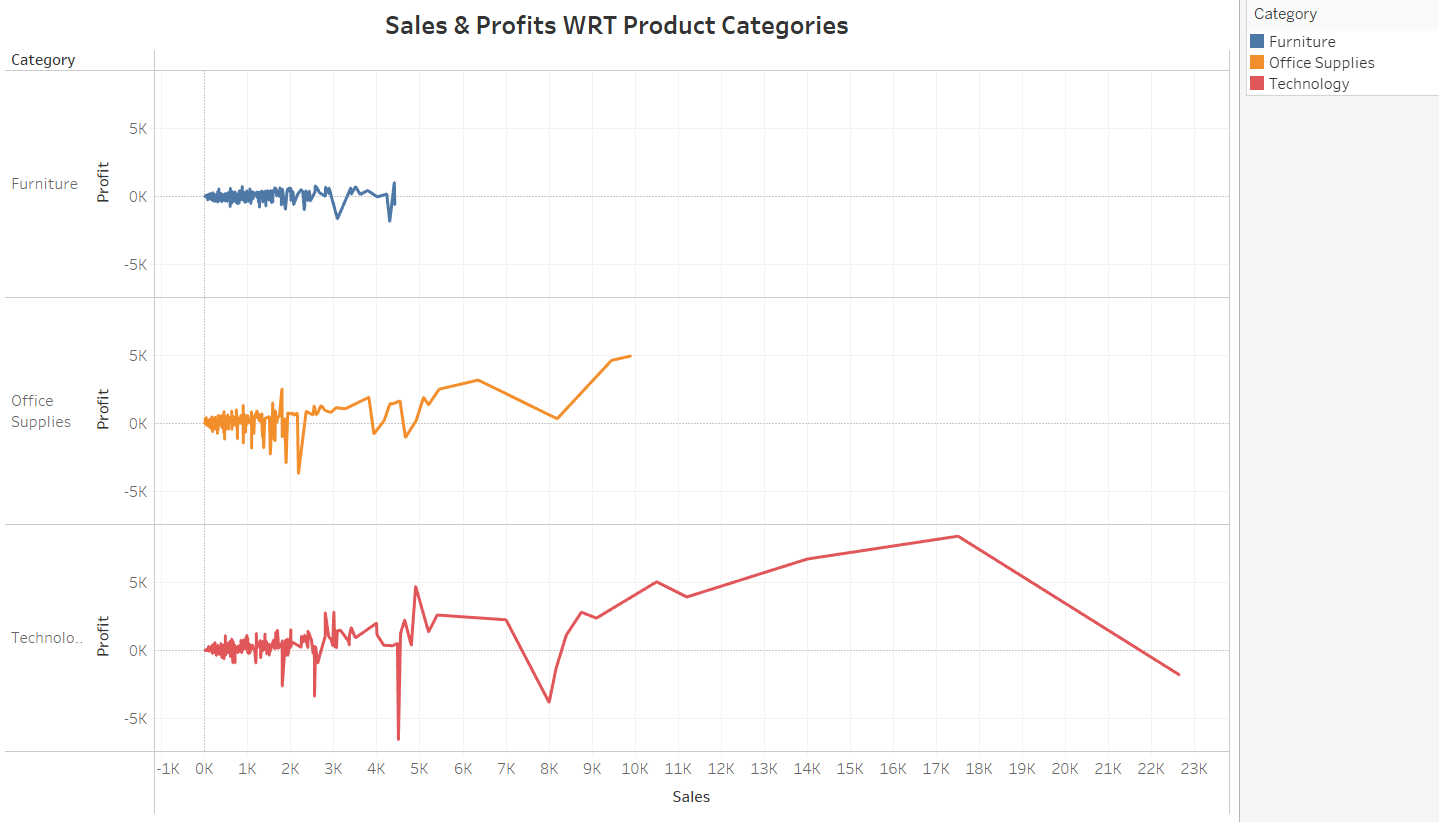 Sales & Profits WRT Product Categories
Category
Furniture
Profit
5K
0K
-5K
Office
Supplies
Profit
5K
0K
-5K
Technolo..
Profit
5K
0K
-5K
-1K 0K 1K 2K 3K 4K 5K 6K 7K 8K 9K 10K 11K 12K 13K 14K 15K 16K 17K 18K 19K 20K 21K 22K 23K
Sales
Category
Furniture
Office Supplies
Technology